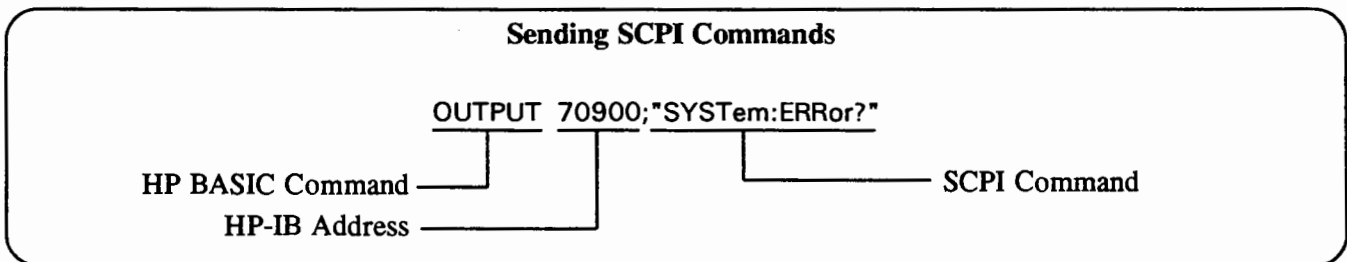 Sending SCPI Commands
OUTPUT 70900;"SYSTem:ERRor?"
HP BASIC Command
SCPI Command
HP-IB Address